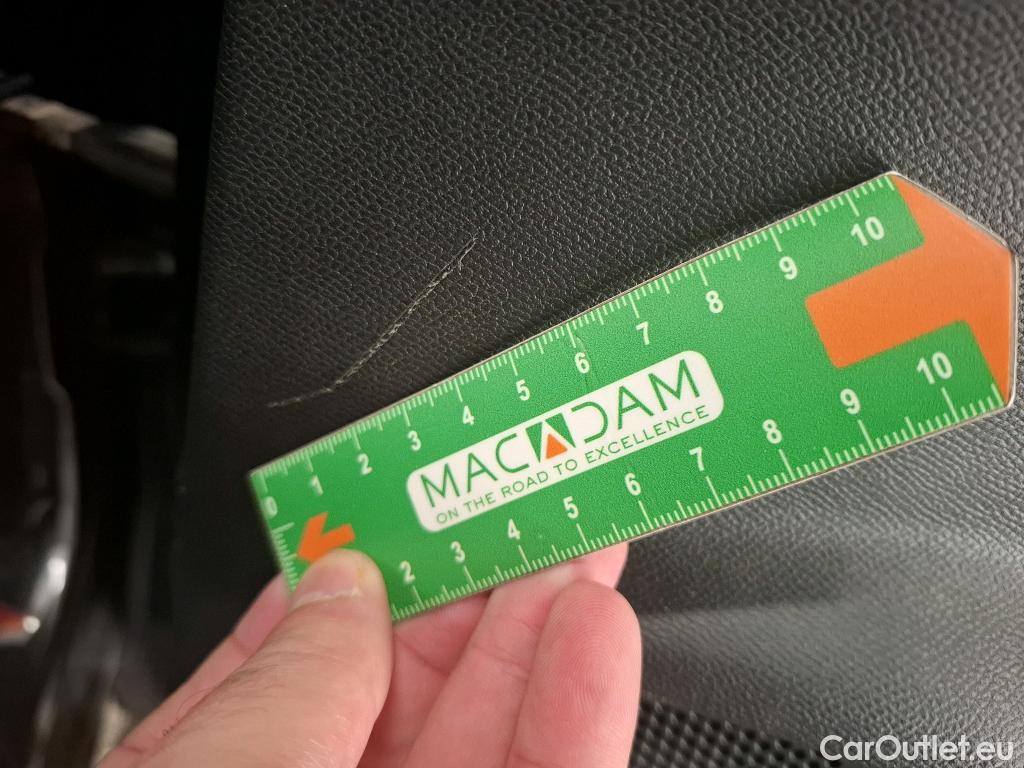 0 1 2 3 4 5 6 7 8 9 10
MACADAM
ON THE ROAD TO EXCELLENCE
2 3 4 5 6 7 8 9 10
CarOutlet.eu